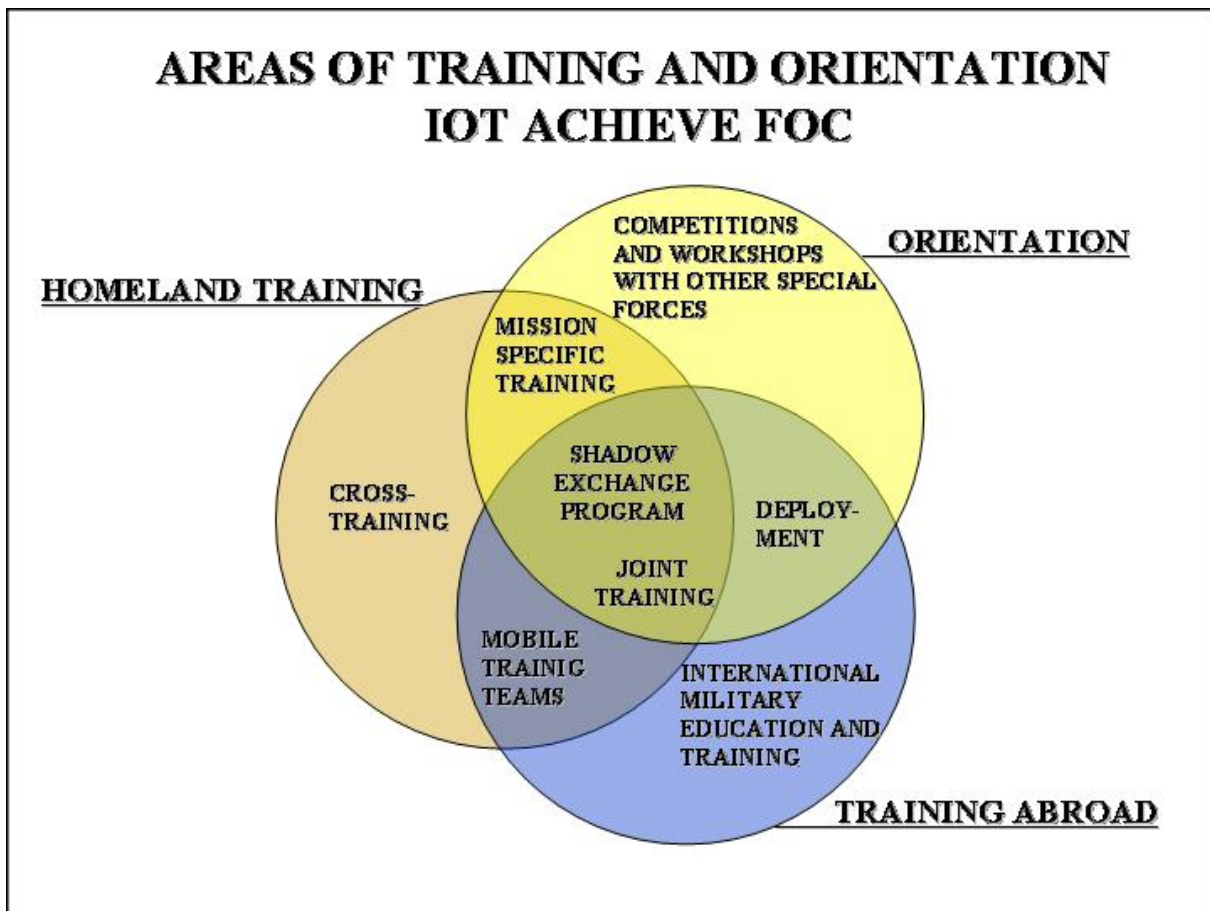 AREAS OF TRAINING AND ORIENTATION
IOT ACHIEVE FOC
COMPETITIONS
AND WORKSHOPS
WITH OTHER SPECIAL
FORCES
ORIENTATION
HOMELAND TRAINING
MISSION
SPECIFIC
TRAINING
SHADOW
EXCHANGE
PROGRAM
CROSS-
TRAINING
DEPLOY-
MENT
JOINT
TRAINING
MOBILE
TRAINIG
TEAMS
INTERNATIONAL
MILITARY
EDUCATION AND
TRAINING
TRAINING ABROAD